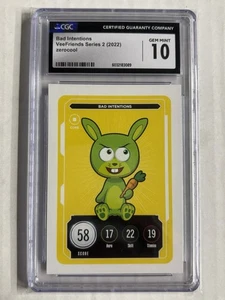 CGC
CERTIFIED GUARANTY COMPANY
Bad Intentions
VeeFriends Series 2 (2022)
zerocool
GEM MINT
10
BAD INTENTIONS
58
SCORE
17
Aura
22
Skill
19
Stamina